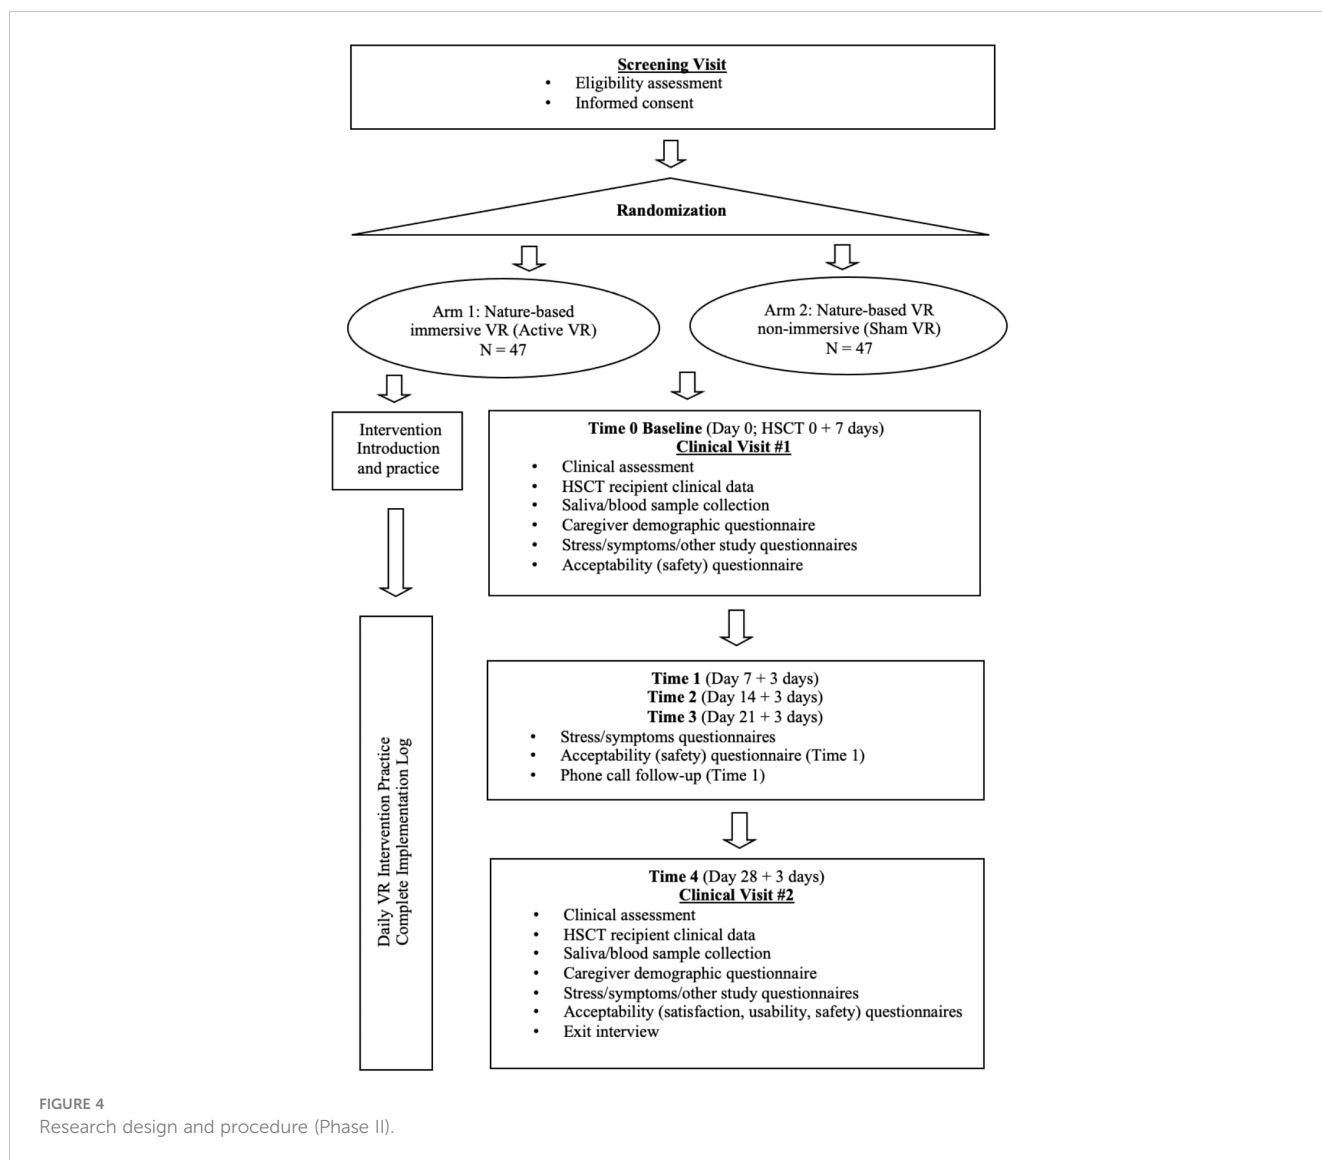 Screening Visit
• Eligibility assessment
• Informed consent
Randomization
Arm 1: Nature-based
immersive VR (Active VR)
N = 47
Arm 2: Nature-based VR
non-immersive (Sham VR)
N = 47
Intervention
Introduction
and practice
Time 0 Baseline (Day 0; HSCT 0 + 7 days)
Clinical Visit #1
• Clinical assessment
• HSCT recipient clinical data
• Saliva/blood sample collection
• Caregiver demographic questionnaire
• Stress/symptoms/other study questionnaires
• Acceptability (safety) questionnaire
Daily VR Intervention Practice
Complete Implementation Log
Time 1 (Day 7 + 3 days)
Time 2 (Day 14 + 3 days)
Time 3 (Day 21 + 3 days)
• Stress/symptoms questionnaires
• Acceptability (safety) questionnaire (Time 1)
• Phone call follow-up (Time 1)
Time 4 (Day 28 + 3 days)
Clinical Visit #2
• Clinical assessment
• HSCT recipient clinical data
• Saliva/blood sample collection
• Caregiver demographic questionnaire
• Stress/symptoms/other study questionnaires
• Acceptability (satisfaction, usability, safety) questionnaires
• Exit interview
FIGURE 4
Research design and procedure (Phase II).